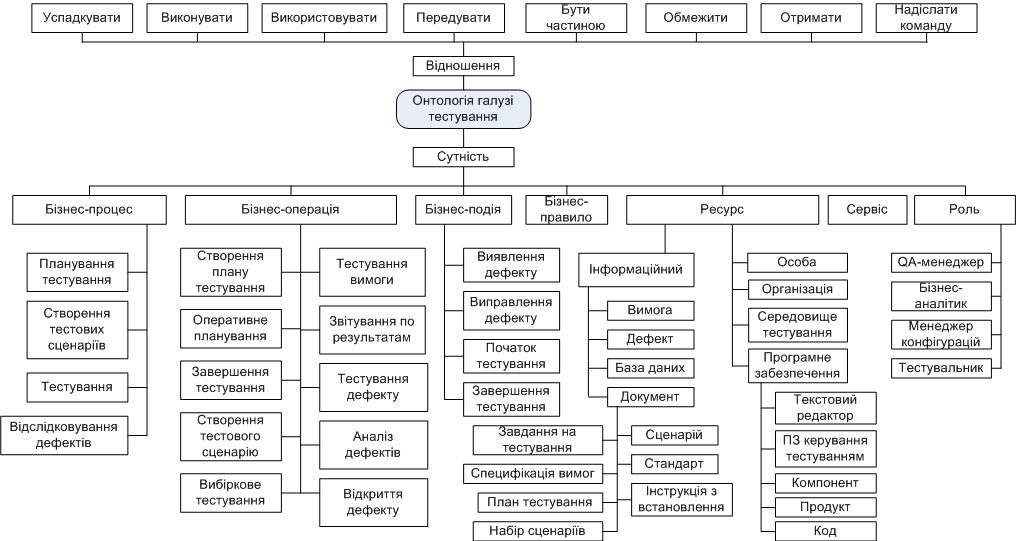 Успадкувати
Виконувати
Використовувати
Передувати
Бути
частиною
Обмежити
Отримати
Надіслати
команду
Відношення
Онтологія галузі
тестування
Сутність
Бізнес-процес
Бізнес-операція
Бізнес-подія
Бізнес-
правило
Ресурс
Сервіс
Роль
Планування
тестування
Створення
тестових
сценаріїв
Тестування
Відслідковування
дефектів
Створення
плану
тестування
Оперативне
планування
Завершення
тестування
Створення
тестового
сценарію
Вибіркове
тестування
Тестування
вимоги
Звітування по
результатам
Тестування
дефекту
Аналіз
дефектів
Відкриття
дефекту
Виявлення
дефекту
Виправлення
дефекту
Початок
тестування
Завершення
тестування
Інформаційний
Вимога
Дефект
База даних
Документ
Завдання на
тестування
Специфікація вимог
План тестування
Набір сценаріїв
Сценарій
Стандарт
Інструкція з
встановлення
Особа
Організація
Середовище
тестування
Програмне
забезпечення
Текстовий
редактор
ПЗ керування
тестуванням
Компонент
Продукт
Код
QA-менеджер
Бізнес-
аналітик
Менеджер
конфігурацій
Тестувальник